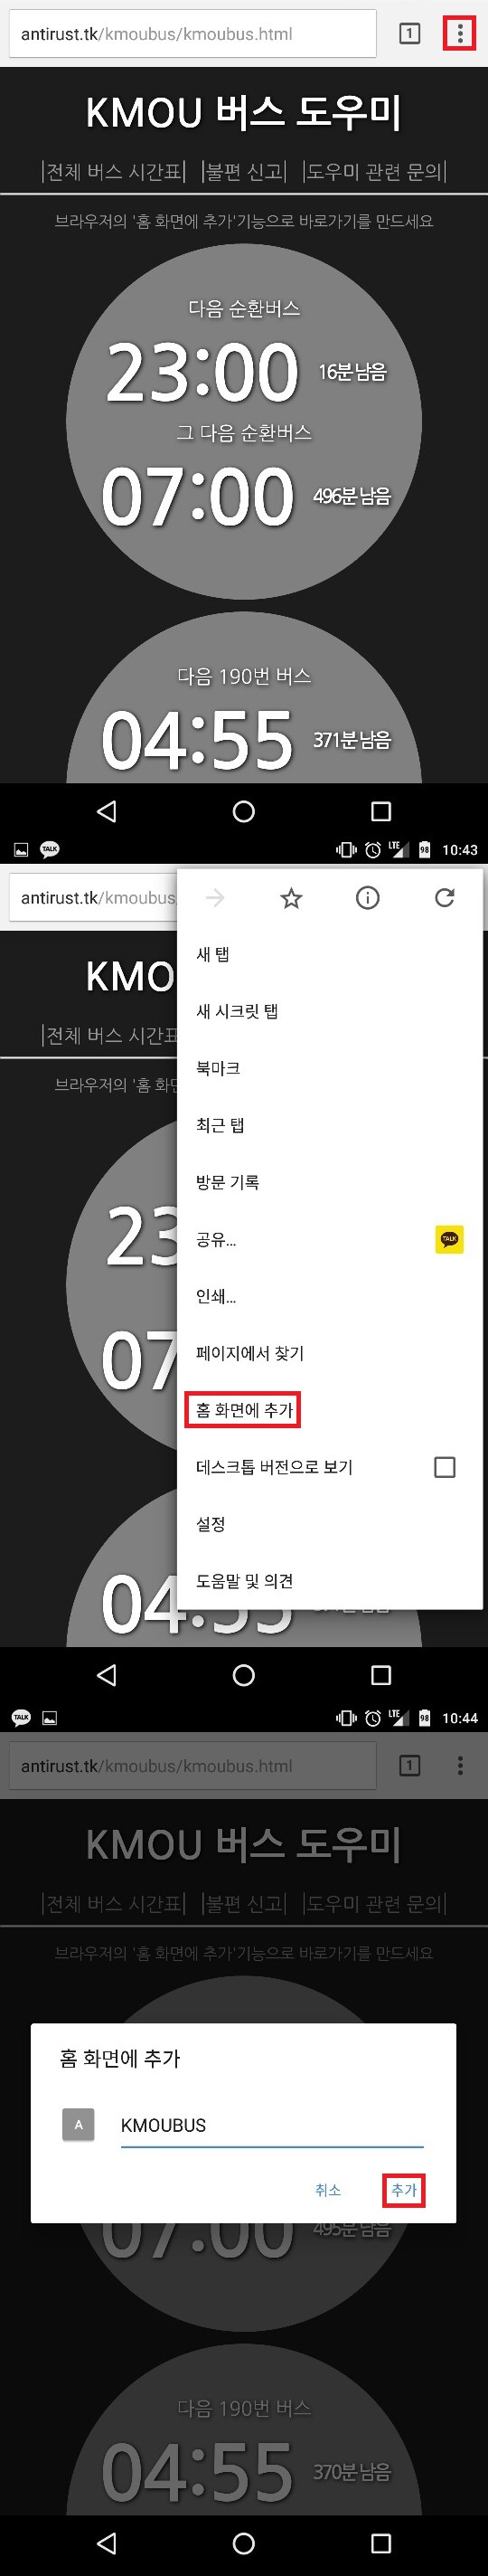 antirust.tk/kmoubus/kmoubus.html 1
KMOU 버스 도우미
|전체 버스 시간표| |불편 신고| |도우미 관련 문의|
브라우저의 '홈 화면에 추가'기능으로 바로가기를 만드세요
다음 순환버스
23:00 16분 남음
그 다음 순환버스
07:00 496분 남음
다음 190번 버스
04:55 371분 남음
TALK LTE 98 10:43
antirust.tk/kmoubus/
KMO
|전체 버스 시간표
브라우저의 '홈 화면
23
07
04:55
새 탭
새 시크릿 탭
북마크
최근 탭
방문 기록
공유... TALK
인쇄...
페이지에서 찾기
홈 화면에 추가
데스크톱 버전으로 보기
설정
도움말 및 의견
TALK LTE 98 10:44
antirust.tk/kmoubus/kmoubus.html 1
KMOU 버스 도우미
|전체 버스 시간표| |불편 신고| |도우미 관련 문의|
브라우저의 '홈 화면에 추가'기능으로 바로가기를 만드세요
홈 화면에 추가
A KMOUBUS
취소 추가
07:00 495분 남음
다음 190번 버스
04:55 370분 남음